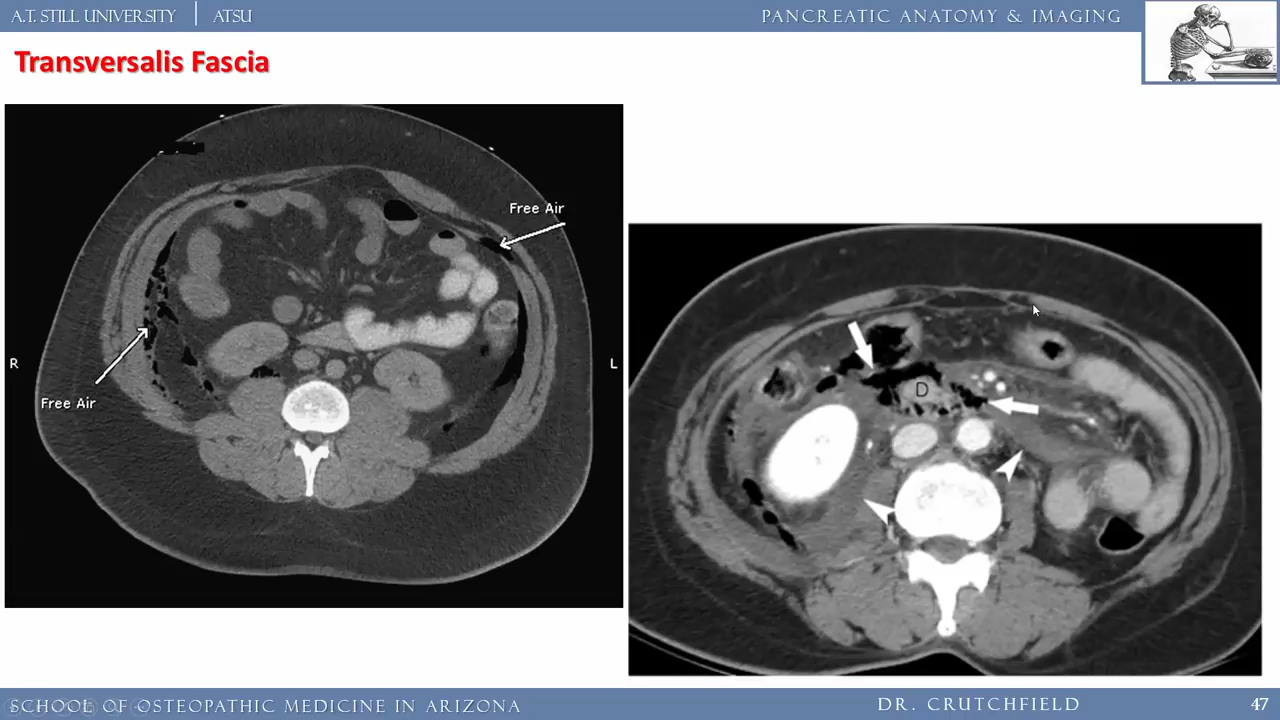 A.T. STILL UNIVERSITY | ATSU
PANCREATIC ANATOMY & IMAGING
Transversalis Fascia
Free Air
R
L
Free Air
D
SCHOOL OF OSTEOPATHIC MEDICINE IN ARIZONA
DR. CRUTCHFIELD
47